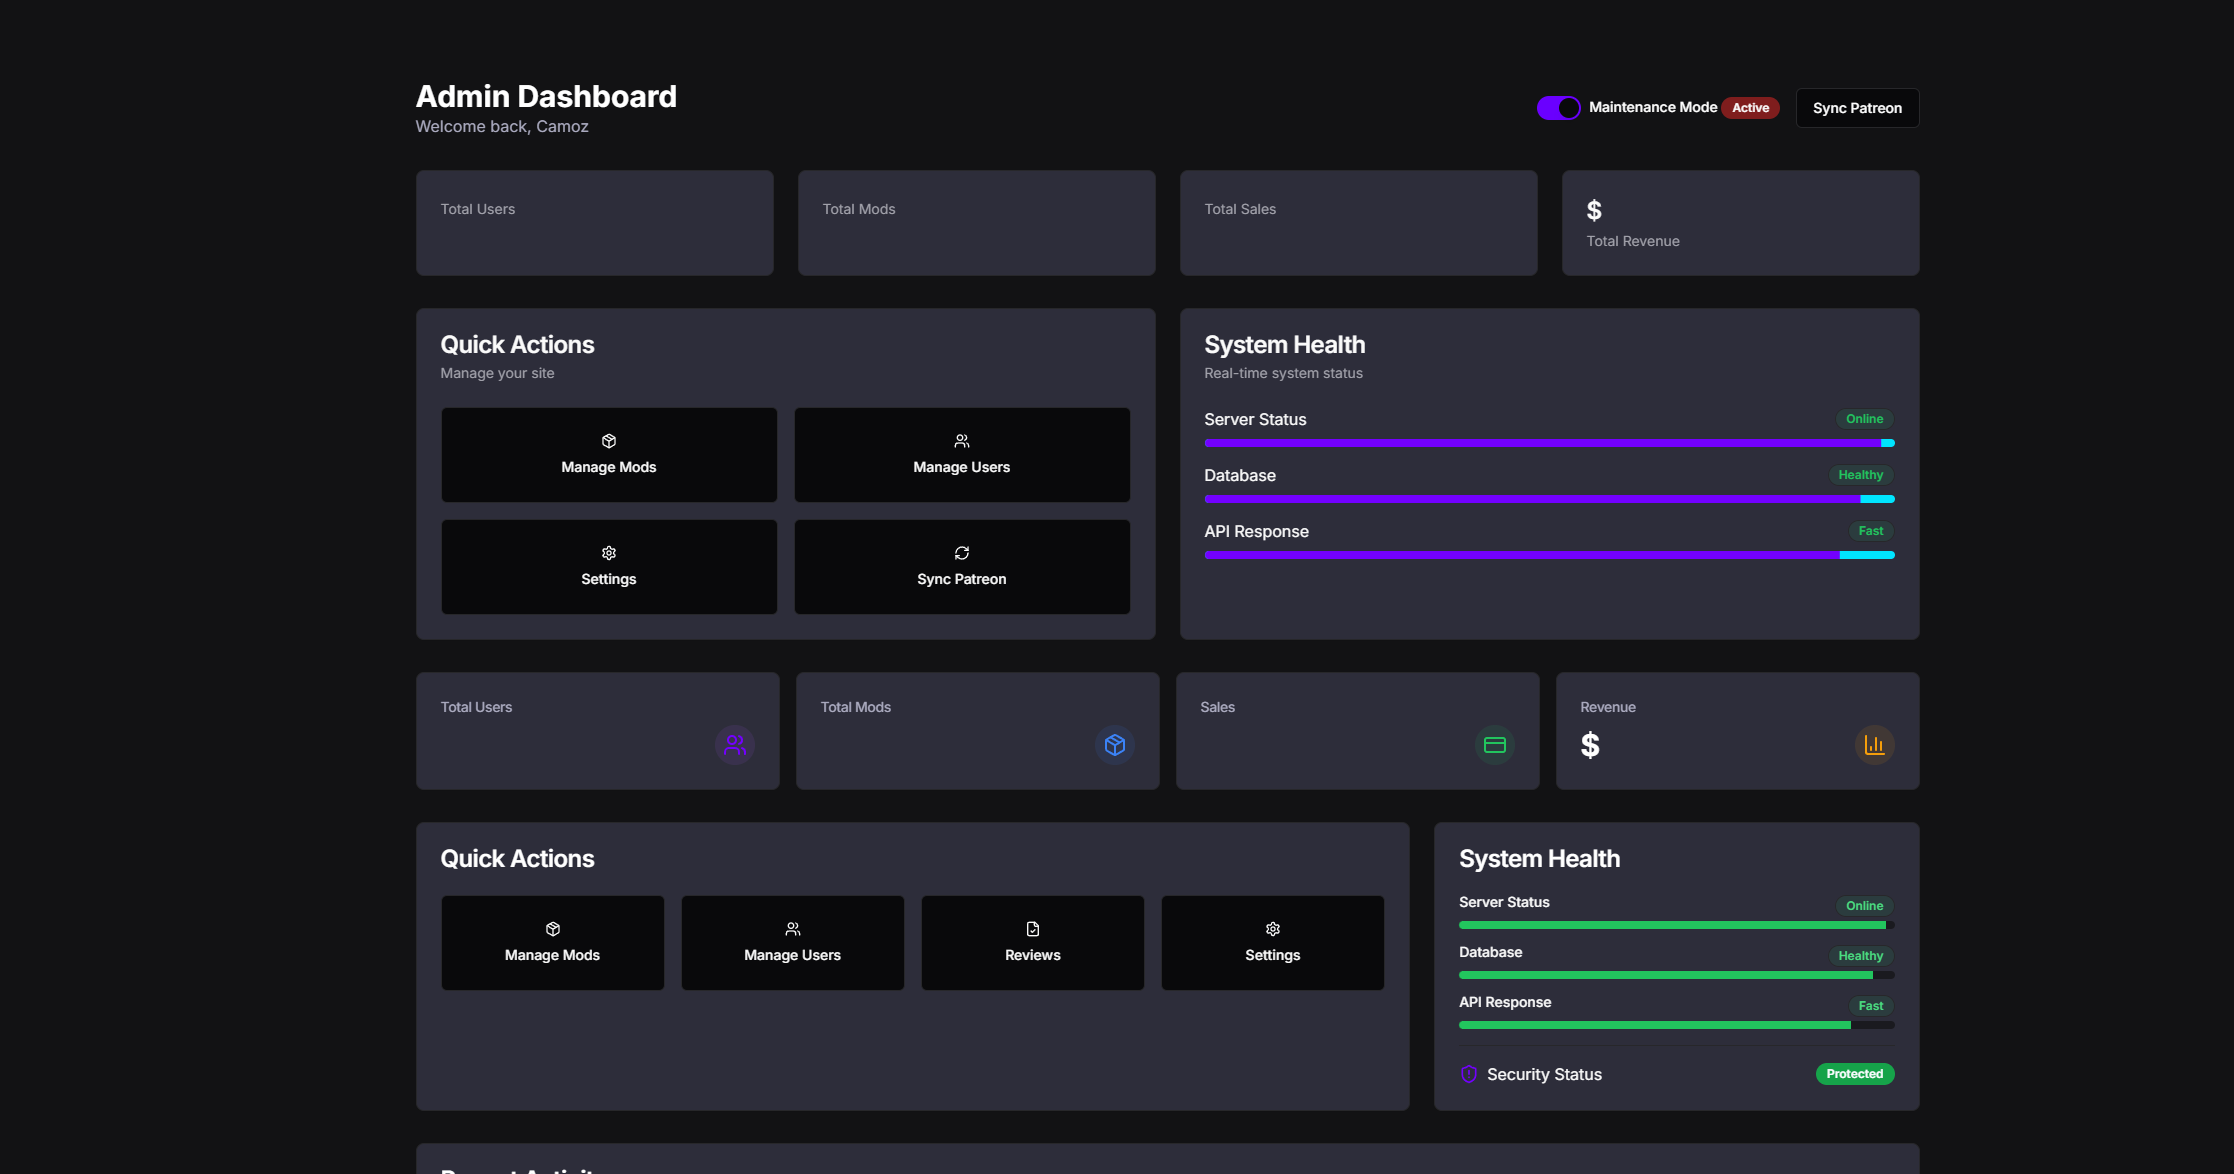 Admin Dashboard
Welcome back, Camoz
Maintenance Mode Active
Sync Patreon
Total Users
Total Mods
Total Sales
$
Total Revenue
Quick Actions
Manage your site
Manage Mods
Manage Users
Settings
Sync Patreon
System Health
Real-time system status
Server Status
Online
Database
Healthy
API Response
Fast
Total Users
Total Mods
Sales
Revenue
$
Quick Actions
Manage Mods
Manage Users
Reviews
Settings
System Health
Server Status
Online
Database
Healthy
API Response
Fast
Security Status
Protected